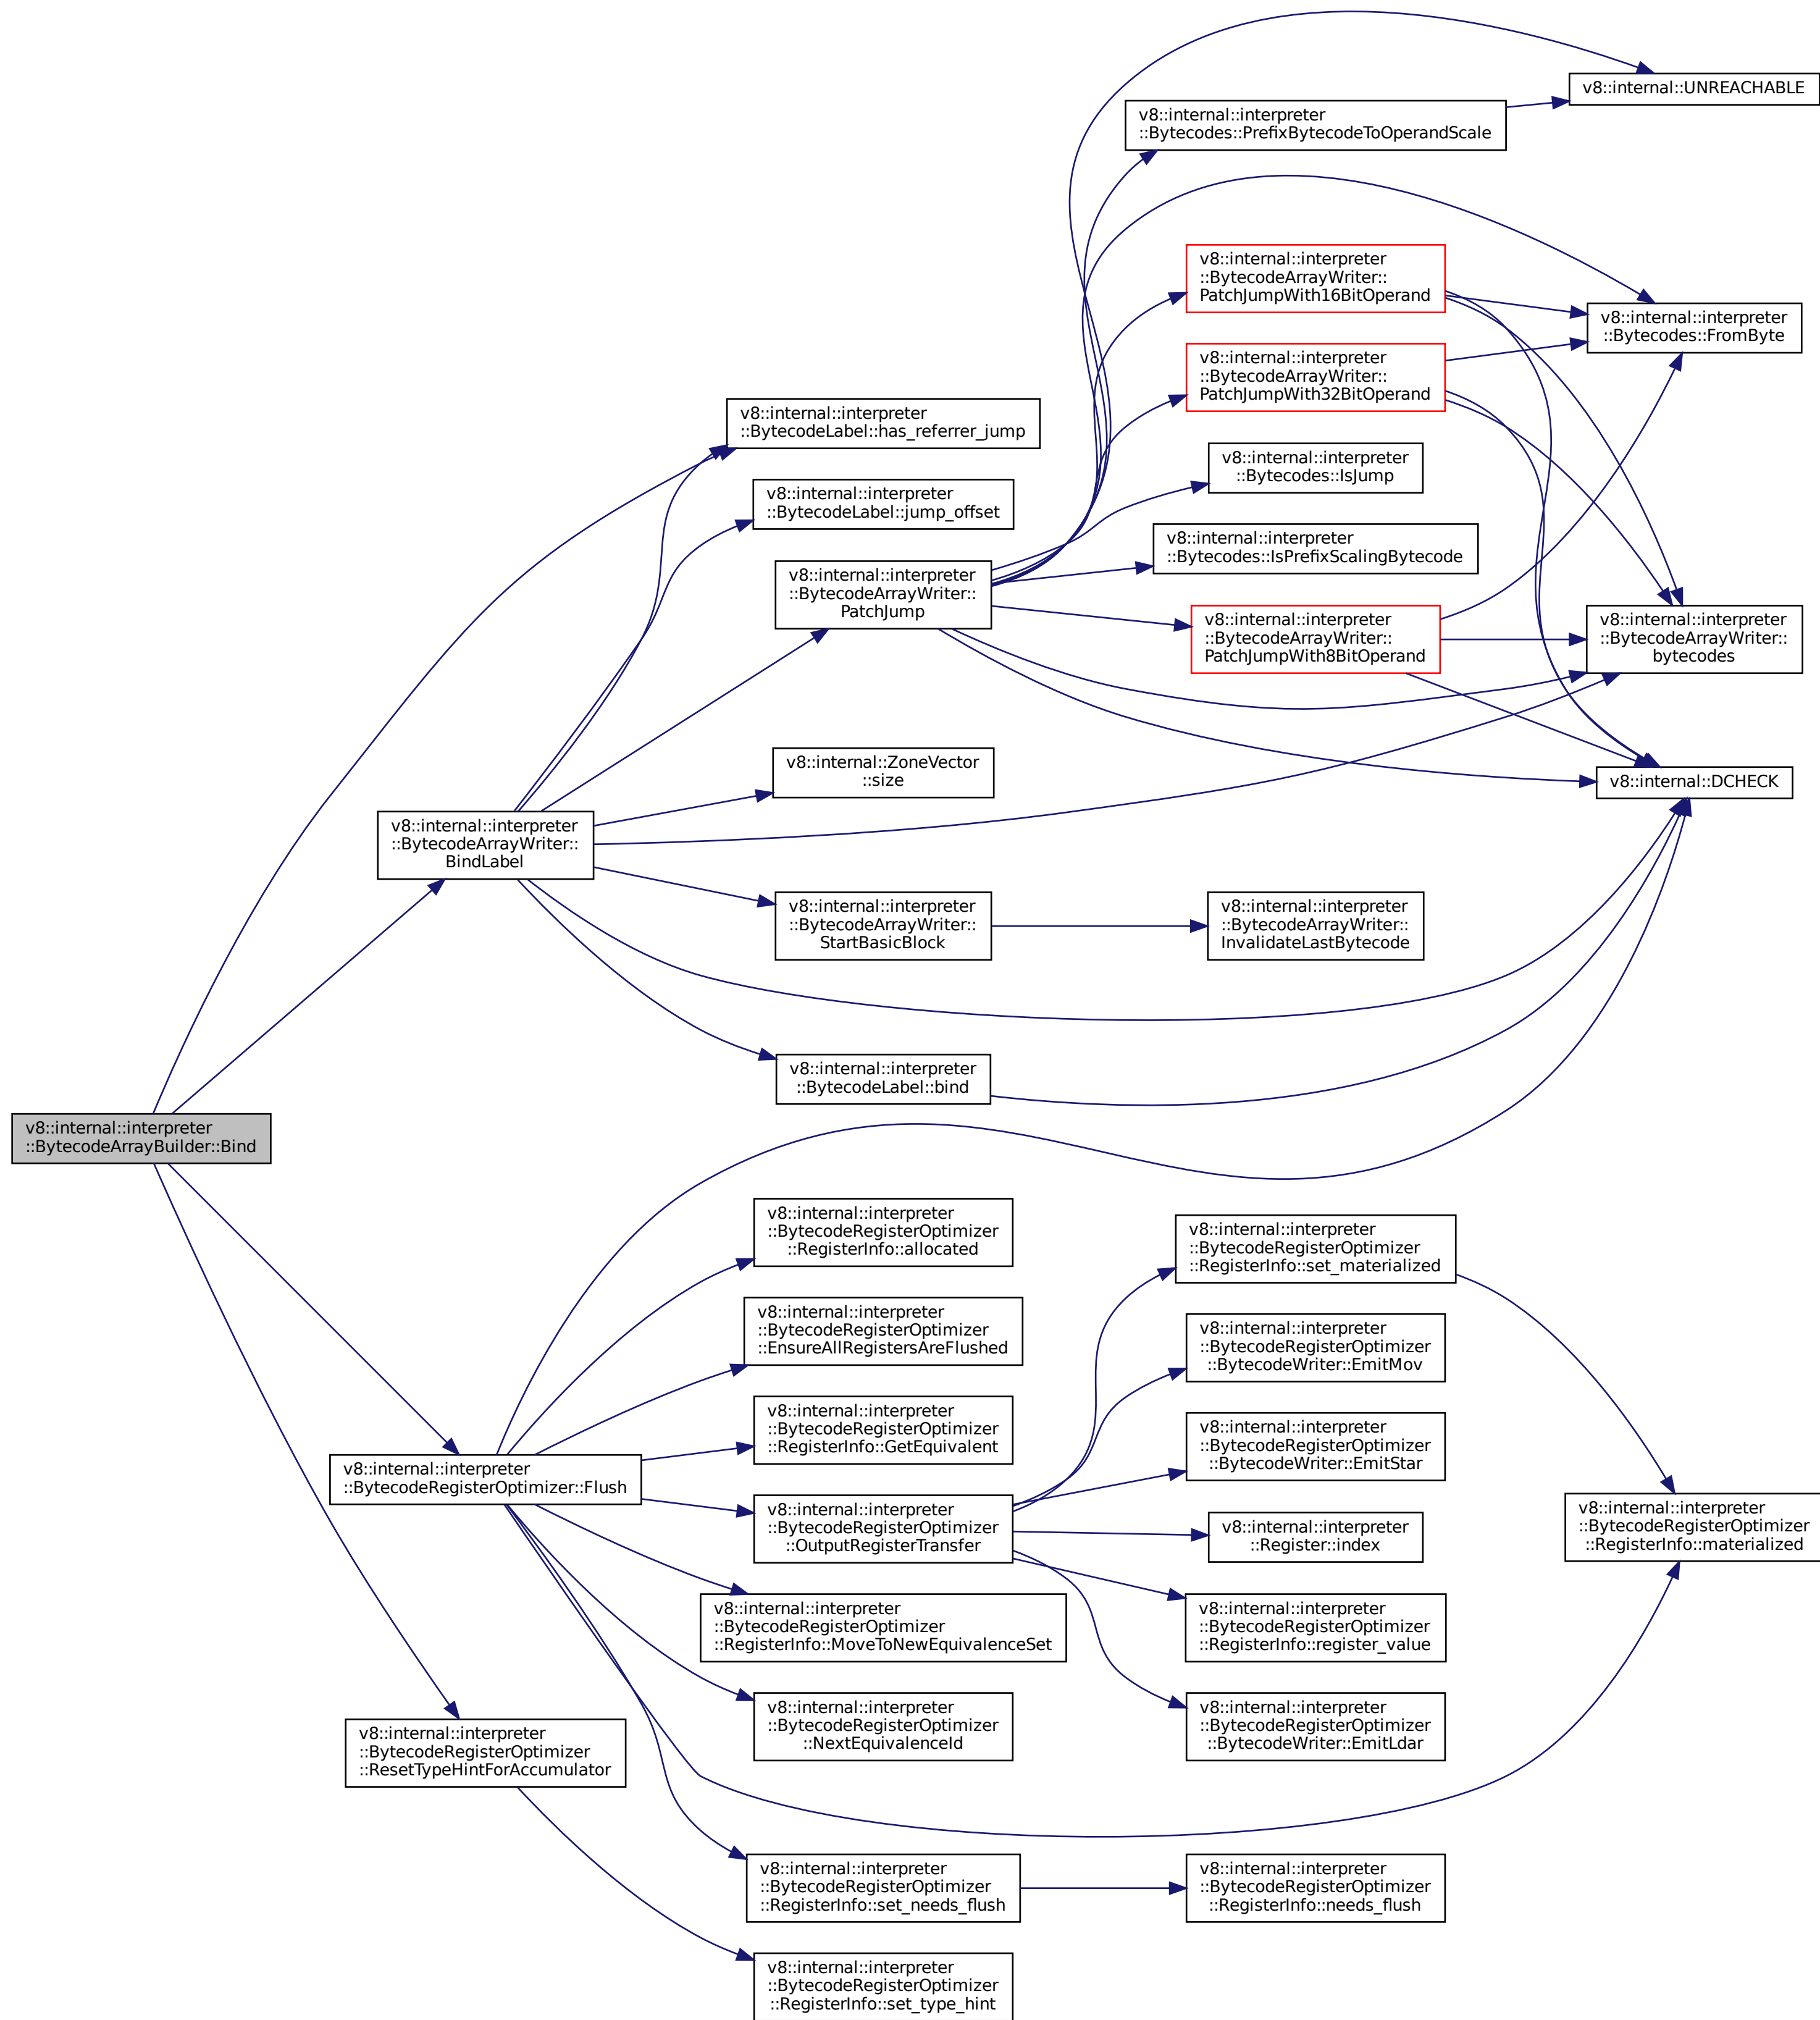 v8::internal::UNREACHABLE
v8::internal::interpreter
::Bytecodes::PrefixBytecodeToOperandScale
v8::internal::interpreter
::BytecodeArrayWriter::
PatchJumpWith16BitOperand
v8::internal::interpreter
::Bytecodes::FromByte
v8::internal::interpreter
::BytecodeArrayWriter::
PatchJumpWith32BitOperand
v8::internal::interpreter
::BytecodeLabel::has_referrer_jump
v8::internal::interpreter
::Bytecodes::IsJump
v8::internal::interpreter
::BytecodeLabel::jump_offset
v8::internal::interpreter
::Bytecodes::IsPrefixScalingBytecode
v8::internal::interpreter
::BytecodeArrayWriter::
PatchJump
v8::internal::interpreter
::BytecodeArrayWriter::
PatchJumpWith8BitOperand
v8::internal::interpreter
::BytecodeArrayWriter::
bytecodes
v8::internal::ZoneVector
::size
v8::internal::DCHECK
v8::internal::interpreter
::BytecodeArrayWriter::
BindLabel
v8::internal::interpreter
::BytecodeArrayWriter::
StartBasicBlock
v8::internal::interpreter
::BytecodeArrayWriter::
InvalidateLastBytecode
v8::internal::interpreter
::BytecodeLabel::bind
v8::internal::interpreter
::BytecodeArrayBuilder::Bind
v8::internal::interpreter
::BytecodeRegisterOptimizer
::RegisterInfo::allocated
v8::internal::interpreter
::BytecodeRegisterOptimizer
::RegisterInfo::set_materialized
v8::internal::interpreter
::BytecodeRegisterOptimizer
::EnsureAllRegistersAreFlushed
v8::internal::interpreter
::BytecodeRegisterOptimizer
::BytecodeWriter::EmitMov
v8::internal::interpreter
::BytecodeRegisterOptimizer
::RegisterInfo::GetEquivalent
v8::internal::interpreter
::BytecodeRegisterOptimizer
::BytecodeWriter::EmitStar
v8::internal::interpreter
::BytecodeRegisterOptimizer::Flush
v8::internal::interpreter
::BytecodeRegisterOptimizer
::OutputRegisterTransfer
v8::internal::interpreter
::Register::index
v8::internal::interpreter
::BytecodeRegisterOptimizer
::RegisterInfo::materialized
v8::internal::interpreter
::BytecodeRegisterOptimizer
::RegisterInfo::MoveToNewEquivalenceSet
v8::internal::interpreter
::BytecodeRegisterOptimizer
::RegisterInfo::register_value
v8::internal::interpreter
::BytecodeRegisterOptimizer
::NextEquivalenceId
v8::internal::interpreter
::BytecodeRegisterOptimizer
::BytecodeWriter::EmitLdar
v8::internal::interpreter
::BytecodeRegisterOptimizer
::ResetTypeHintForAccumulator
v8::internal::interpreter
::BytecodeRegisterOptimizer
::RegisterInfo::set_needs_flush
v8::internal::interpreter
::BytecodeRegisterOptimizer
::RegisterInfo::needs_flush
v8::internal::interpreter
::BytecodeRegisterOptimizer
::RegisterInfo::set_type_hint